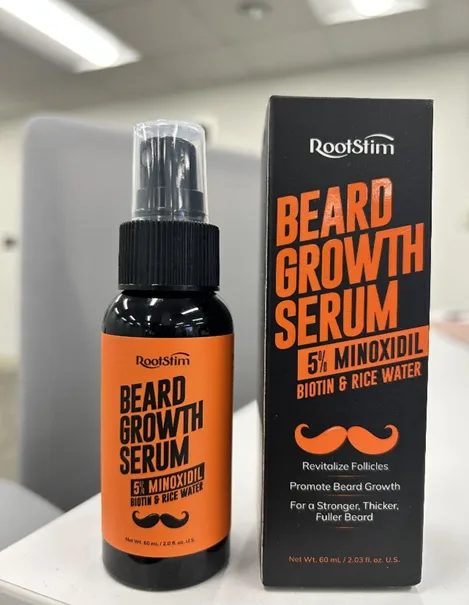 RootStim
BEARD
GROWTH
SERUM
5% MINOXIDIL
BIOTIN & RICE WATER
Net Wt. 60 mL / 2.0 fl. oz. U.S.
RootStim
BEARD
GROWTH
SERUM
5% MINOXIDIL
BIOTIN & RICE WATER
Revitalize Follicles
Promote Beard Growth
For a Stronger, Thicker,
Fuller Beard
Net Wt. 60 mL / 2.03 fl. oz. U.S.